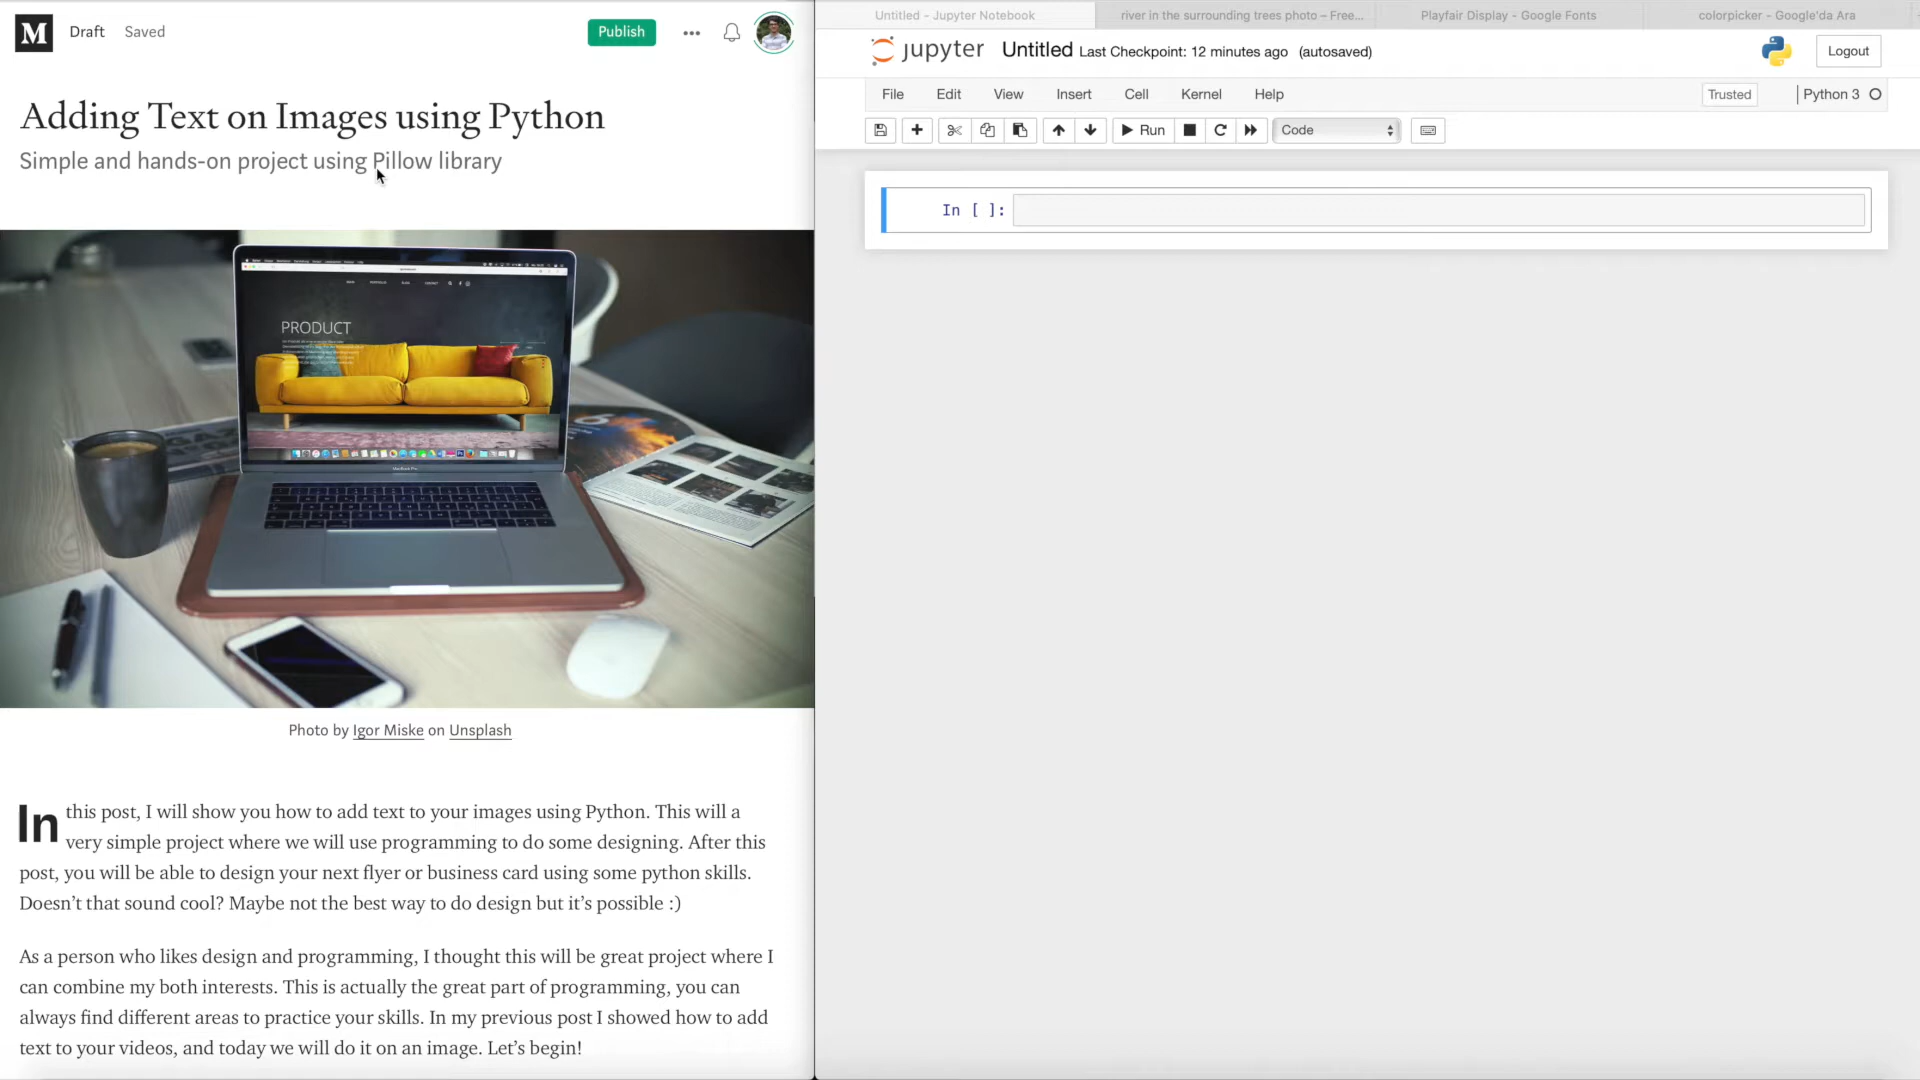 M Draft Saved Publish
Adding Text on Images using Python
Simple and hands-on project using Pillow library
PRODUCT
Photo by Igor Miske on Unsplash
In this post, I will show you how to add text to your images using Python. This will a
very simple project where we will use programming to do some designing. After this
post, you will be able to design your next flyer or business card using some python skills.
Doesn’t that sound cool? Maybe not the best way to do design but it’s possible :)
As a person who likes design and programming, I thought this will be great project where I
can combine my both interests. This is actually the great part of programming, you can
always find different areas to practice your skills. In my previous post I showed how to add
text to your videos, and today we will do it on an image. Let’s begin!
Untitled - Jupyter Notebook river in the surrounding trees photo – Free... Playfair Display - Google Fonts colorpicker - Google'da Ara
jupyter Untitled Last Checkpoint: 12 minutes ago (autosaved) Logout
File Edit View Insert Cell Kernel Help Trusted Python 3
Run Code
In [ ]: